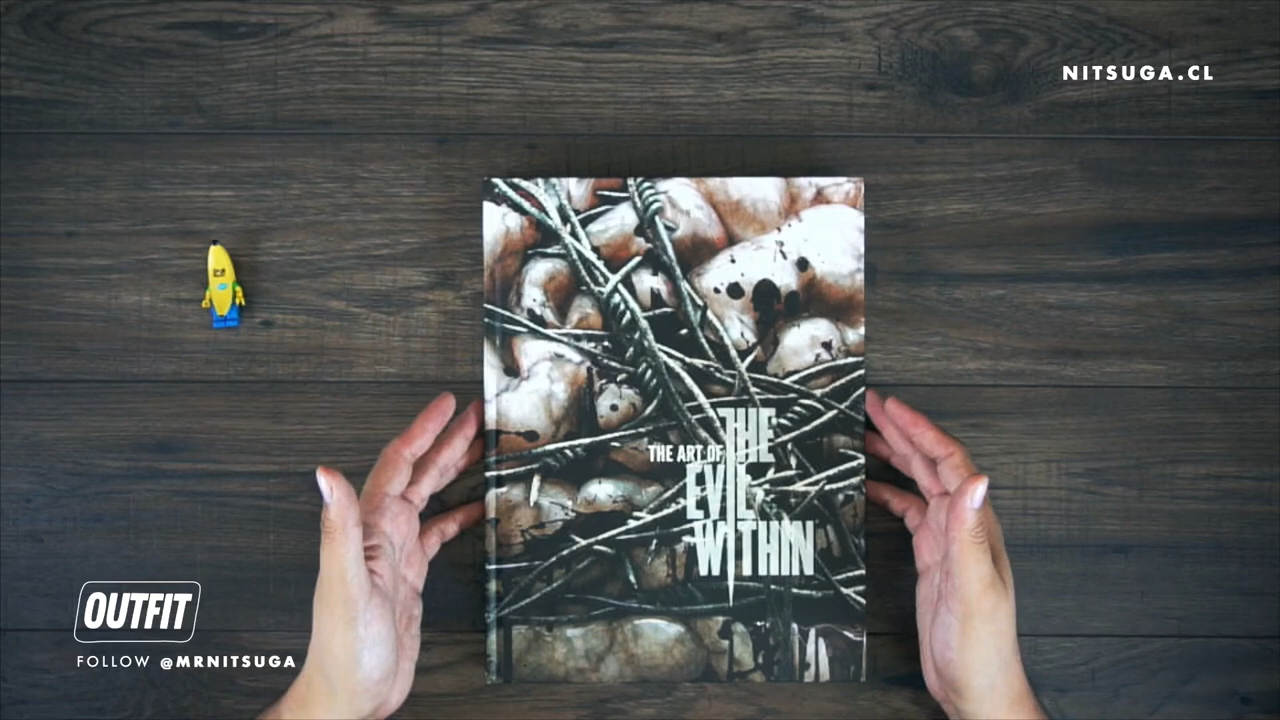 NITSUGA.CL
THE ART OF THE
EVIL
WITHIN
OUTFIT
FOLLOW @MRNITSUGA